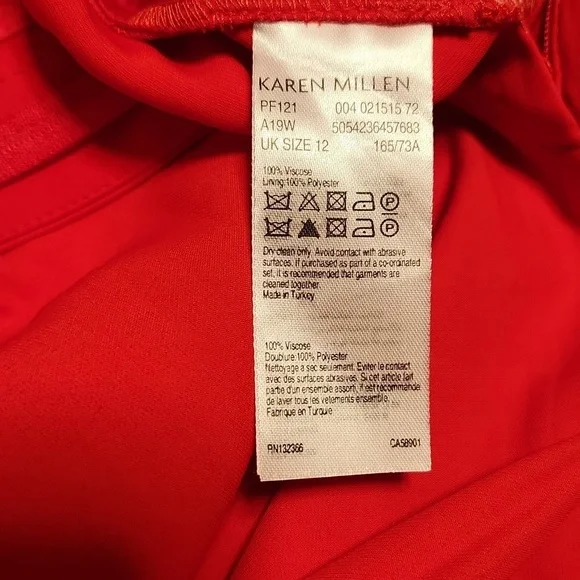 KAREN MILLEN
PF121 004 021515 72
A19W 5054236457683
UK SIZE 12 165/73A
100% Viscose
Lining:100% Polyester
P
P
Dry clean only. Avoid contact with abrasive
surfaces. If purchased as part of a co-ordinated
set, it is recommended that garments are
cleaned together.
Made in Turkey
100% Viscose
Doublure:100% Polyester
Nettoyage a sec seulement. Eviter le contact
avec des surfaces abrasives. Si cet article fait
partie d'un ensemble assorti, il est recommande
de laver tous les vetements ensemble.
Fabrique en Turquie
RN132366 CA58901